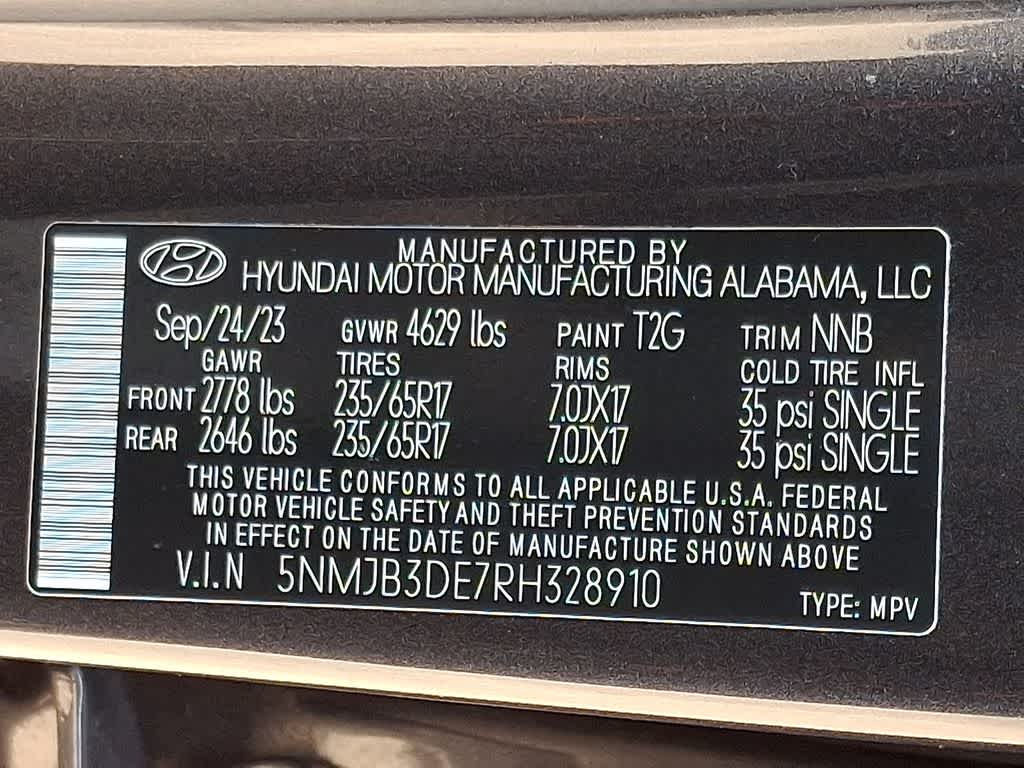 MANUFACTURED BY
HYUNDAI MOTOR MANUFACTURING ALABAMA, LLC
Sep/24/23 GVWR 4629 lbs PAINT T2G TRIM NNB
GAWR TIRES RIMS COLD TIRE INFL
FRONT 2778 lbs 235/65R17 7.0JX17 35 psi SINGLE
REAR 2646 lbs 235/65R17 7.0JX17 35 psi SINGLE
THIS VEHICLE CONFORMS TO ALL APPLICABLE U.S.A. FEDERAL
MOTOR VEHICLE SAFETY AND THEFT PREVENTION STANDARDS
IN EFFECT ON THE DATE OF MANUFACTURE SHOWN ABOVE
V.I.N 5NMJB3DE7RH328910
TYPE: MPV